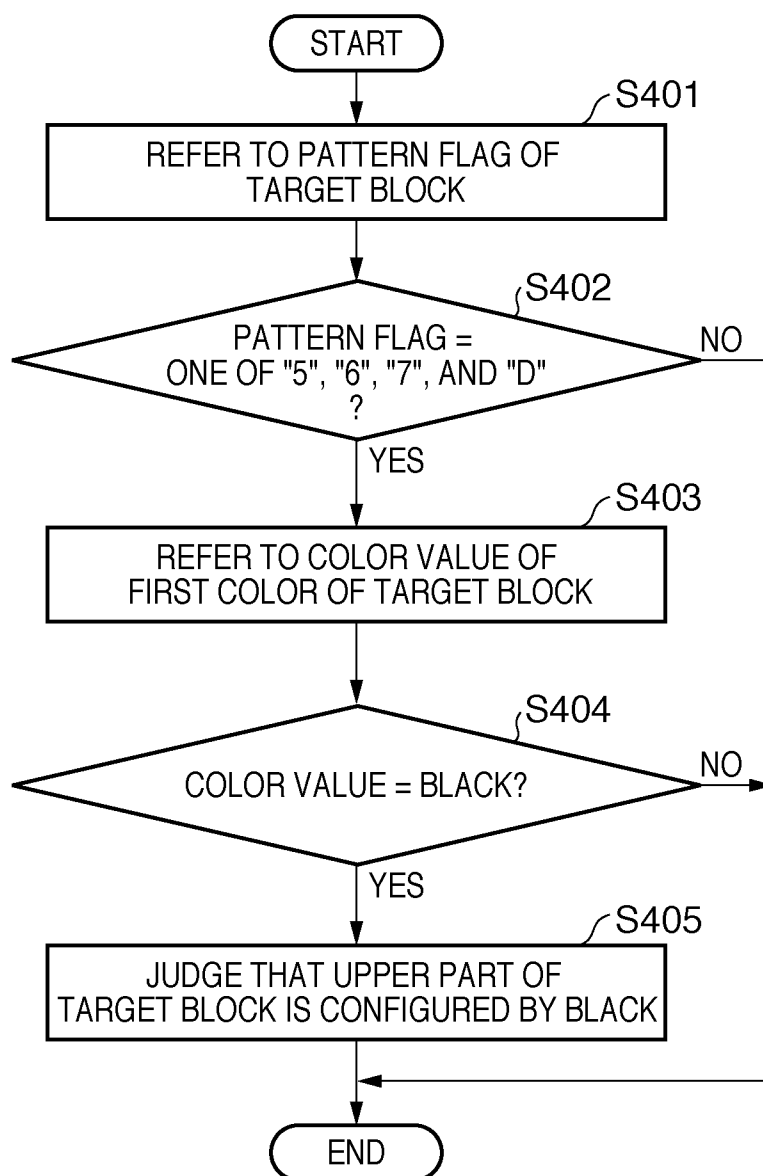 START
S401
REFER TO PATTERN FLAG OF
TARGET BLOCK
S402
PATTERN FLAG =
ONE OF "5", "6", "7", AND "D"
?
NO
YES
S403
REFER TO COLOR VALUE OF
FIRST COLOR OF TARGET BLOCK
S404
COLOR VALUE = BLACK?
NO
YES
S405
JUDGE THAT UPPER PART OF
TARGET BLOCK IS CONFIGURED BY BLACK
END